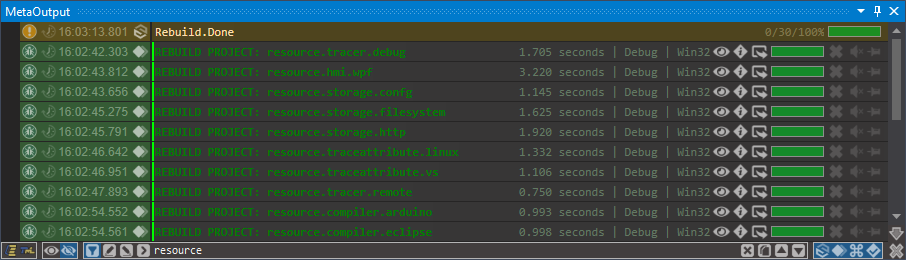 MetaOutput
16:03:13.801 Rebuild.Done 0/30/100%
16:02:42.303 REBUILD PROJECT: resource.tracer.debug 1.705 seconds | Debug | Win32
16:02:43.812 REBUILD PROJECT: resource.hmi.wpf 3.220 seconds | Debug | Win32
16:02:43.656 REBUILD PROJECT: resource.storage.confg 1.145 seconds | Debug | Win32
16:02:45.275 REBUILD PROJECT: resource.storage.filesystem 1.625 seconds | Debug | Win32
16:02:45.791 REBUILD PROJECT: resource.storage.http 1.920 seconds | Debug | Win32
16:02:46.642 REBUILD PROJECT: resource.traceattribute.linux 1.332 seconds | Debug | Win32
16:02:46.951 REBUILD PROJECT: resource.traceattribute.vs 1.106 seconds | Debug | Win32
16:02:47.893 REBUILD PROJECT: resource.tracer.remote 0.750 seconds | Debug | Win32
16:02:54.552 REBUILD PROJECT: resource.compiler.arduino 0.993 seconds | Debug | Win32
16:02:54.561 REBUILD PROJECT: resource.compiler.eclipse 0.998 seconds | Debug | Win32
resource